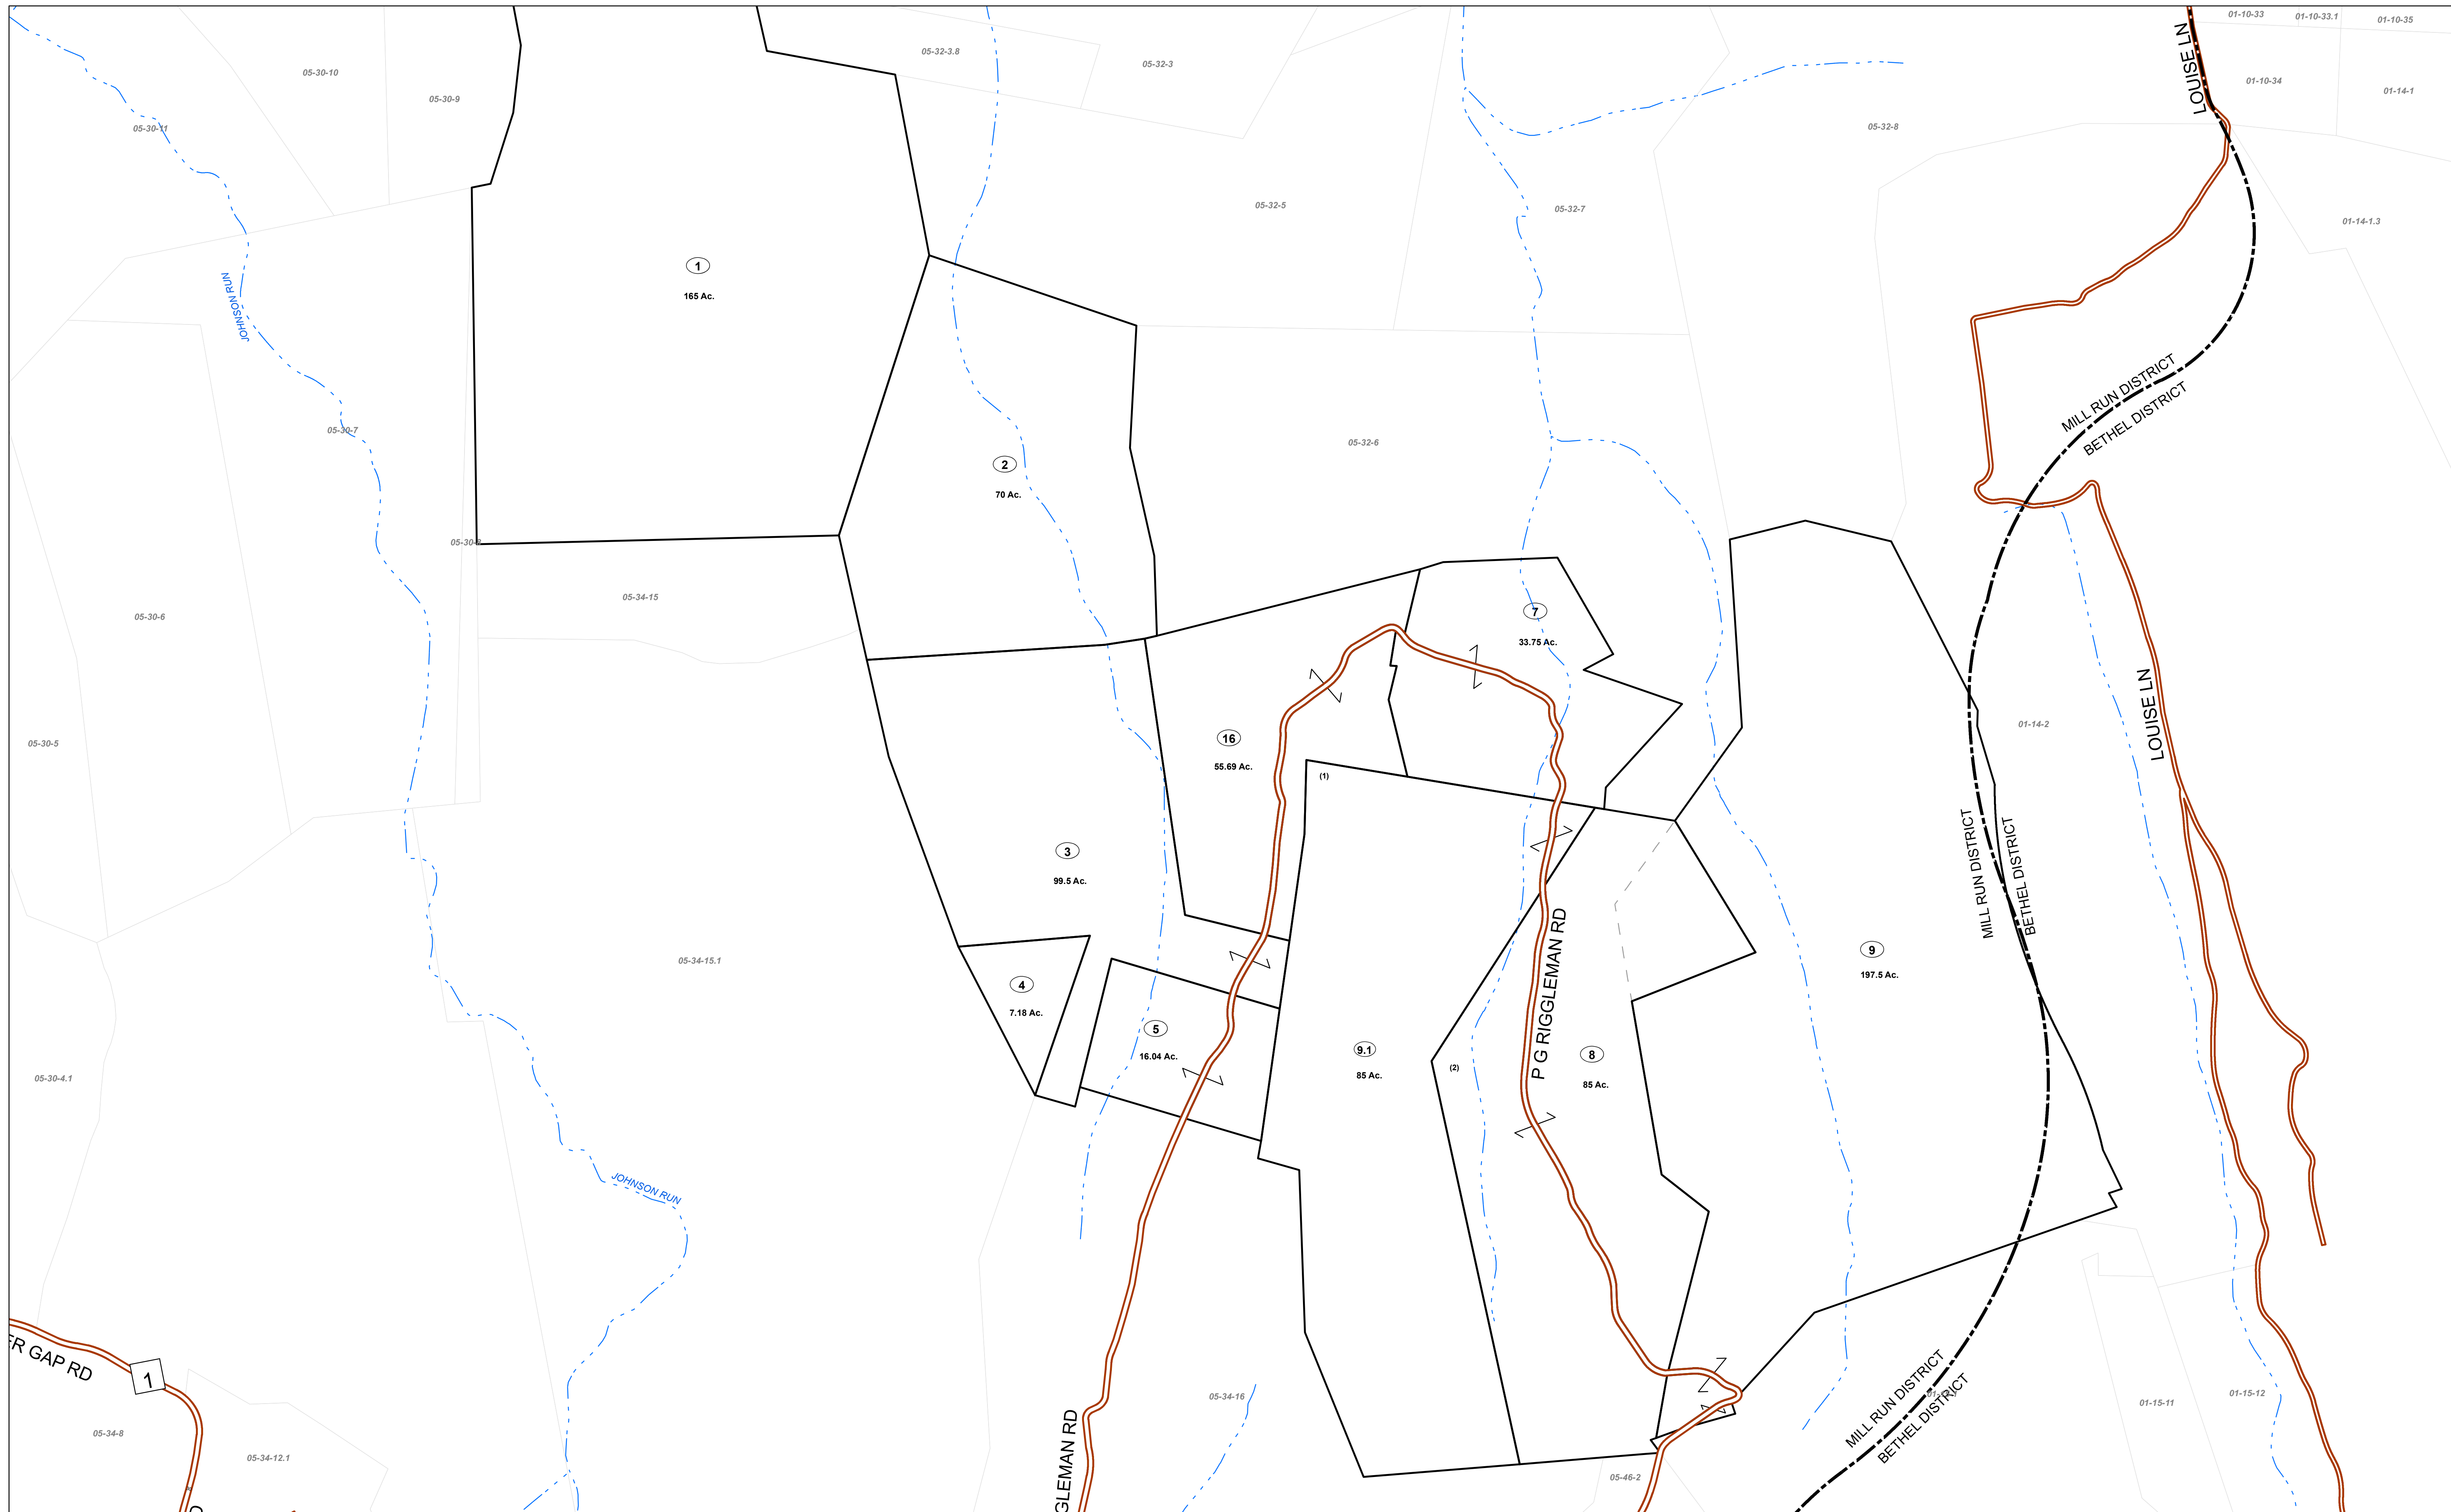 01-10-33
01-10-33.1
01-10-35
LOUISE LN
05-32-3.8
05-32-3
05-30-10
05-30-9
01-10-34
01-14-1
05-30-11
05-32-8
05-32-5
05-32-7
01-14-1.3
1
165 Ac.
JOHNSON RUN
MILL RUN DISTRICT
BETHEL DISTRICT
05-30-7
05-32-6
2
70 Ac.
05-34-15
05-30-6
7
33.75 Ac.
LOUISE LN
01-14-2
05-30-5
16
55.69 Ac.
(1)
MILL RUN DISTRICT
BETHEL DISTRICT
3
99.5 Ac.
P G RIGGLEMAN RD
9
197.5 Ac.
05-34-15.1
4
7.18 Ac.
5
16.04 Ac.
9.1
85 Ac.
(2)
8
85 Ac.
05-30-4.1
JOHNSON RUN
ER GAP RD
1
05-34-16
MILL RUN DISTRICT
BETHEL DISTRICT
01-15-11
01-15-12
05-34-8
05-34-12.1
GLEMAN RD
05-46-2